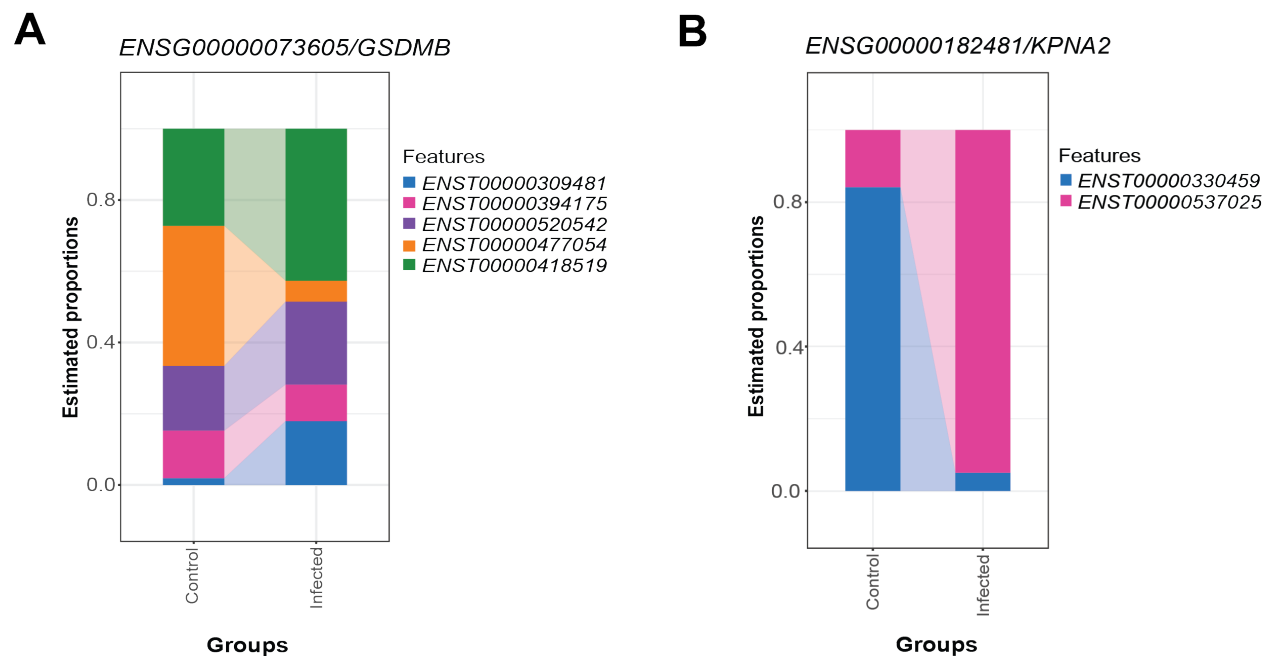 A
ENSG00000073605/GSDMB
Estimated proportions
0.8
0.4
0.0
Control
Infected
Groups
Features
ENST00000309481
ENST00000394175
ENST00000520542
ENST00000477054
ENST00000418519
B
ENSG00000182481/KPNA2
Estimated proportions
0.8
0.4
0.0
Control
Infected
Groups
Features
ENST00000330459
ENST00000537025